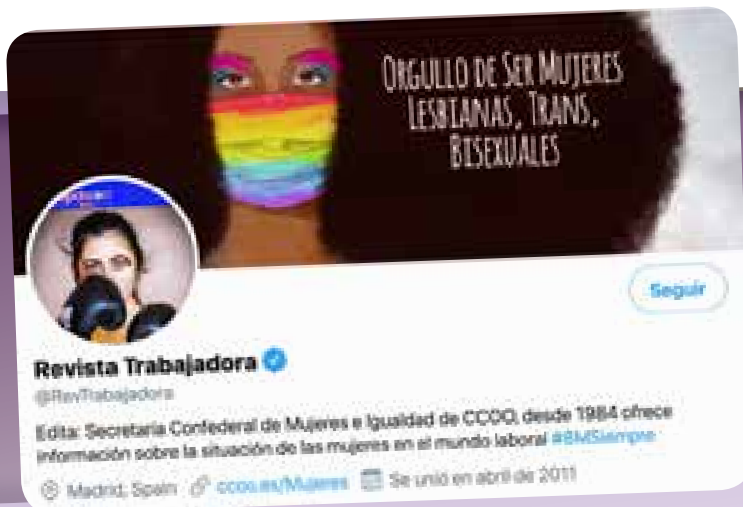 ORGULLO DE SER MUJERES
LESBIANAS, TRANS,
BISEXUALES
Seguir
Revista Trabajadora
@RevTrabajadora
Edita: Secretaría Confederal de Mujeres e Igualdad de CCOO, desde 1984 ofrece
información sobre la situación de las mujeres en el mundo laboral #8MSiempre
Madrid, Spain ccoo.es/Mujeres Se unió en abril de 2011